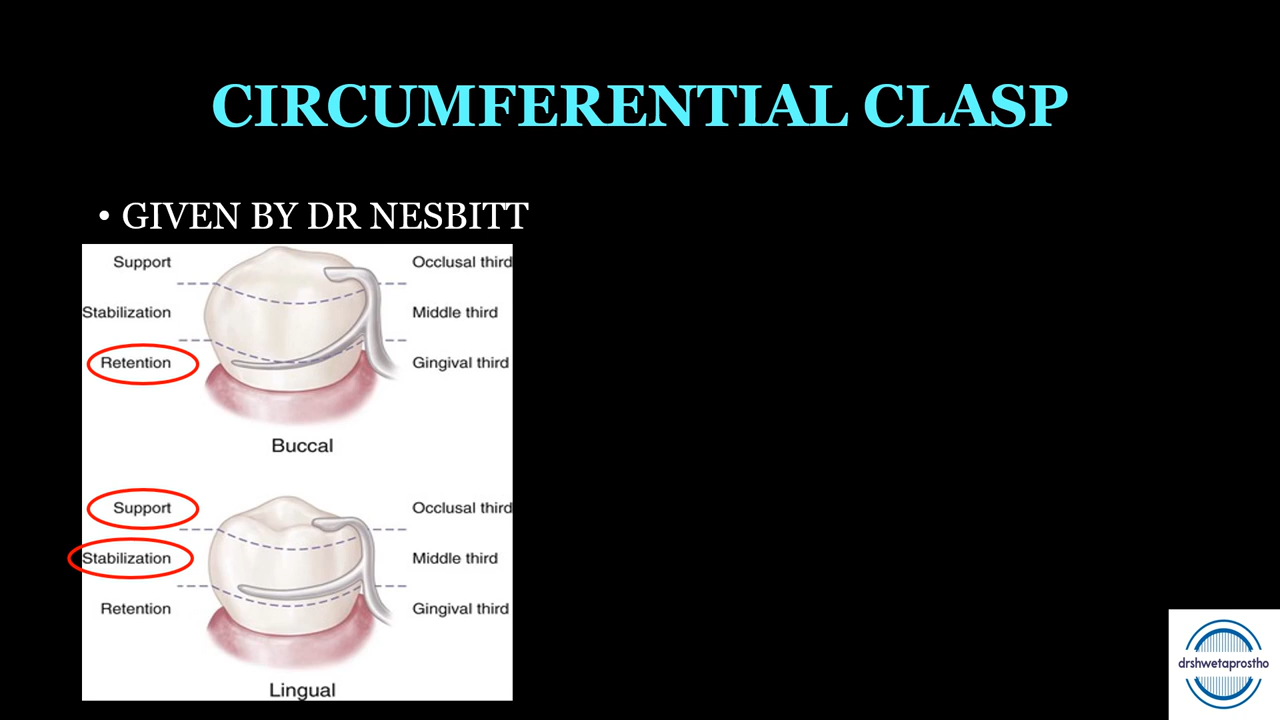 CIRCUMFERENTIAL CLASP
• GIVEN BY DR NESBITT
Support Occlusal third
Stabilization Middle third
Retention Gingival third
Buccal
Support Occlusal third
Stabilization Middle third
Retention Gingival third
Lingual
drshwetaprostho